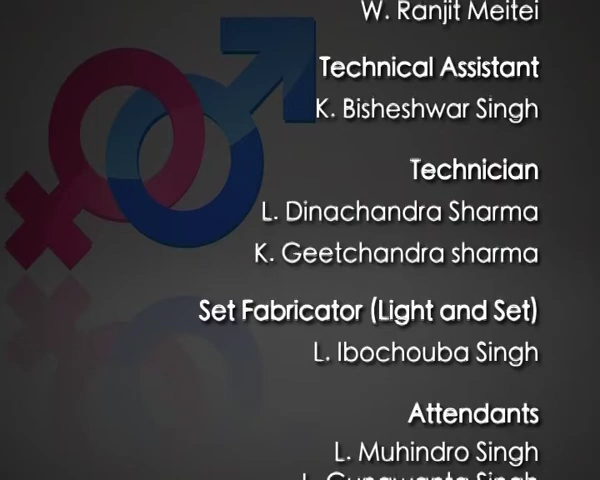 W. Ranjit Meitei
Technical Assistant
K. Bisheshwar Singh
Technician
L. Dinachandra Sharma
K. Geetchandra sharma
Set Fabricator (Light and Set)
L. Ibochouba Singh
Attendants
L. Muhindro Singh
Singh